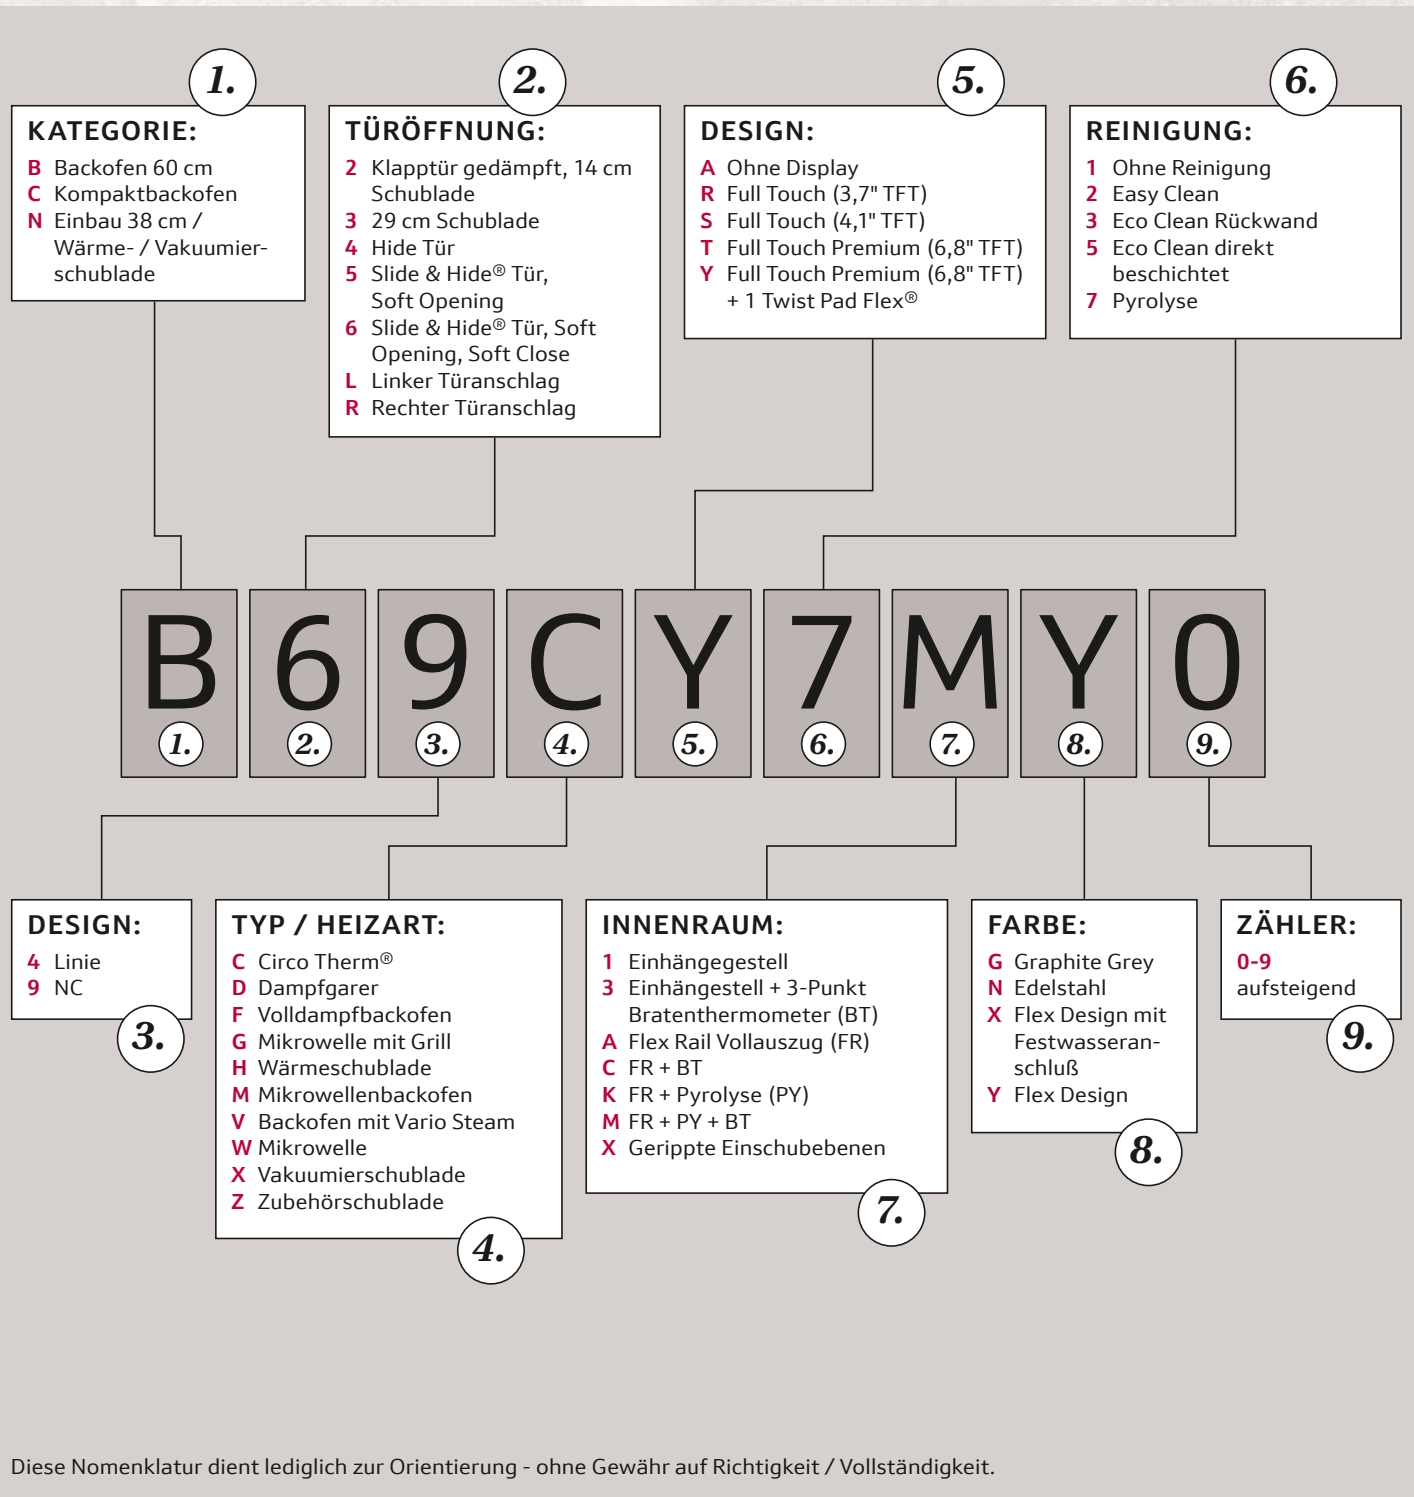 1.
KATEGORIE:
B Backofen 60 cm
C Kompaktbackofen
N Einbau 38 cm /
Wärme- / Vakuumier-
schublade
2.
TÜRÖFFNUNG:
2 Klapptür gedämpft, 14 cm
Schublade
3 29 cm Schublade
4 Hide Tür
5 Slide & Hide® Tür,
Soft Opening
6 Slide & Hide® Tür, Soft
Opening, Soft Close
L Linker Türanschlag
R Rechter Türanschlag
5.
DESIGN:
A Ohne Display
R Full Touch (3,7" TFT)
S Full Touch (4,1" TFT)
T Full Touch Premium (6,8" TFT)
Y Full Touch Premium (6,8" TFT)
+ 1 Twist Pad Flex®
6.
REINIGUNG:
1 Ohne Reinigung
2 Easy Clean
3 Eco Clean Rückwand
5 Eco Clean direkt
beschichtet
7 Pyrolyse
B 6 9 C Y 7 M Y 0
1. 2. 3. 4. 5. 6. 7. 8. 9.
DESIGN:
4 Linie
9 NC
3.
TYP / HEIZART:
C Circo Therm®
D Dampfgarer
F Volldampfbackofen
G Mikrowelle mit Grill
H Wärmeschublade
M Mikrowellenbackofen
V Backofen mit Vario Steam
W Mikrowelle
X Vakuumierschublade
Z Zubehörschublade
4.
INNENRAUM:
1 Einhängegestell
3 Einhängestell + 3-Punkt
Bratenthermometer (BT)
A Flex Rail Vollauszug (FR)
C FR + BT
K FR + Pyrolyse (PY)
M FR + PY + BT
X Gerippte Einschubebenen
7.
FARBE:
G Graphite Grey
N Edelstahl
X Flex Design mit
Festwasseran-
schluß
Y Flex Design
8.
ZÄHLER:
0-9
aufsteigend
9.
Diese Nomenklatur dient lediglich zur Orientierung - ohne Gewähr auf Richtigkeit / Vollständigkeit.